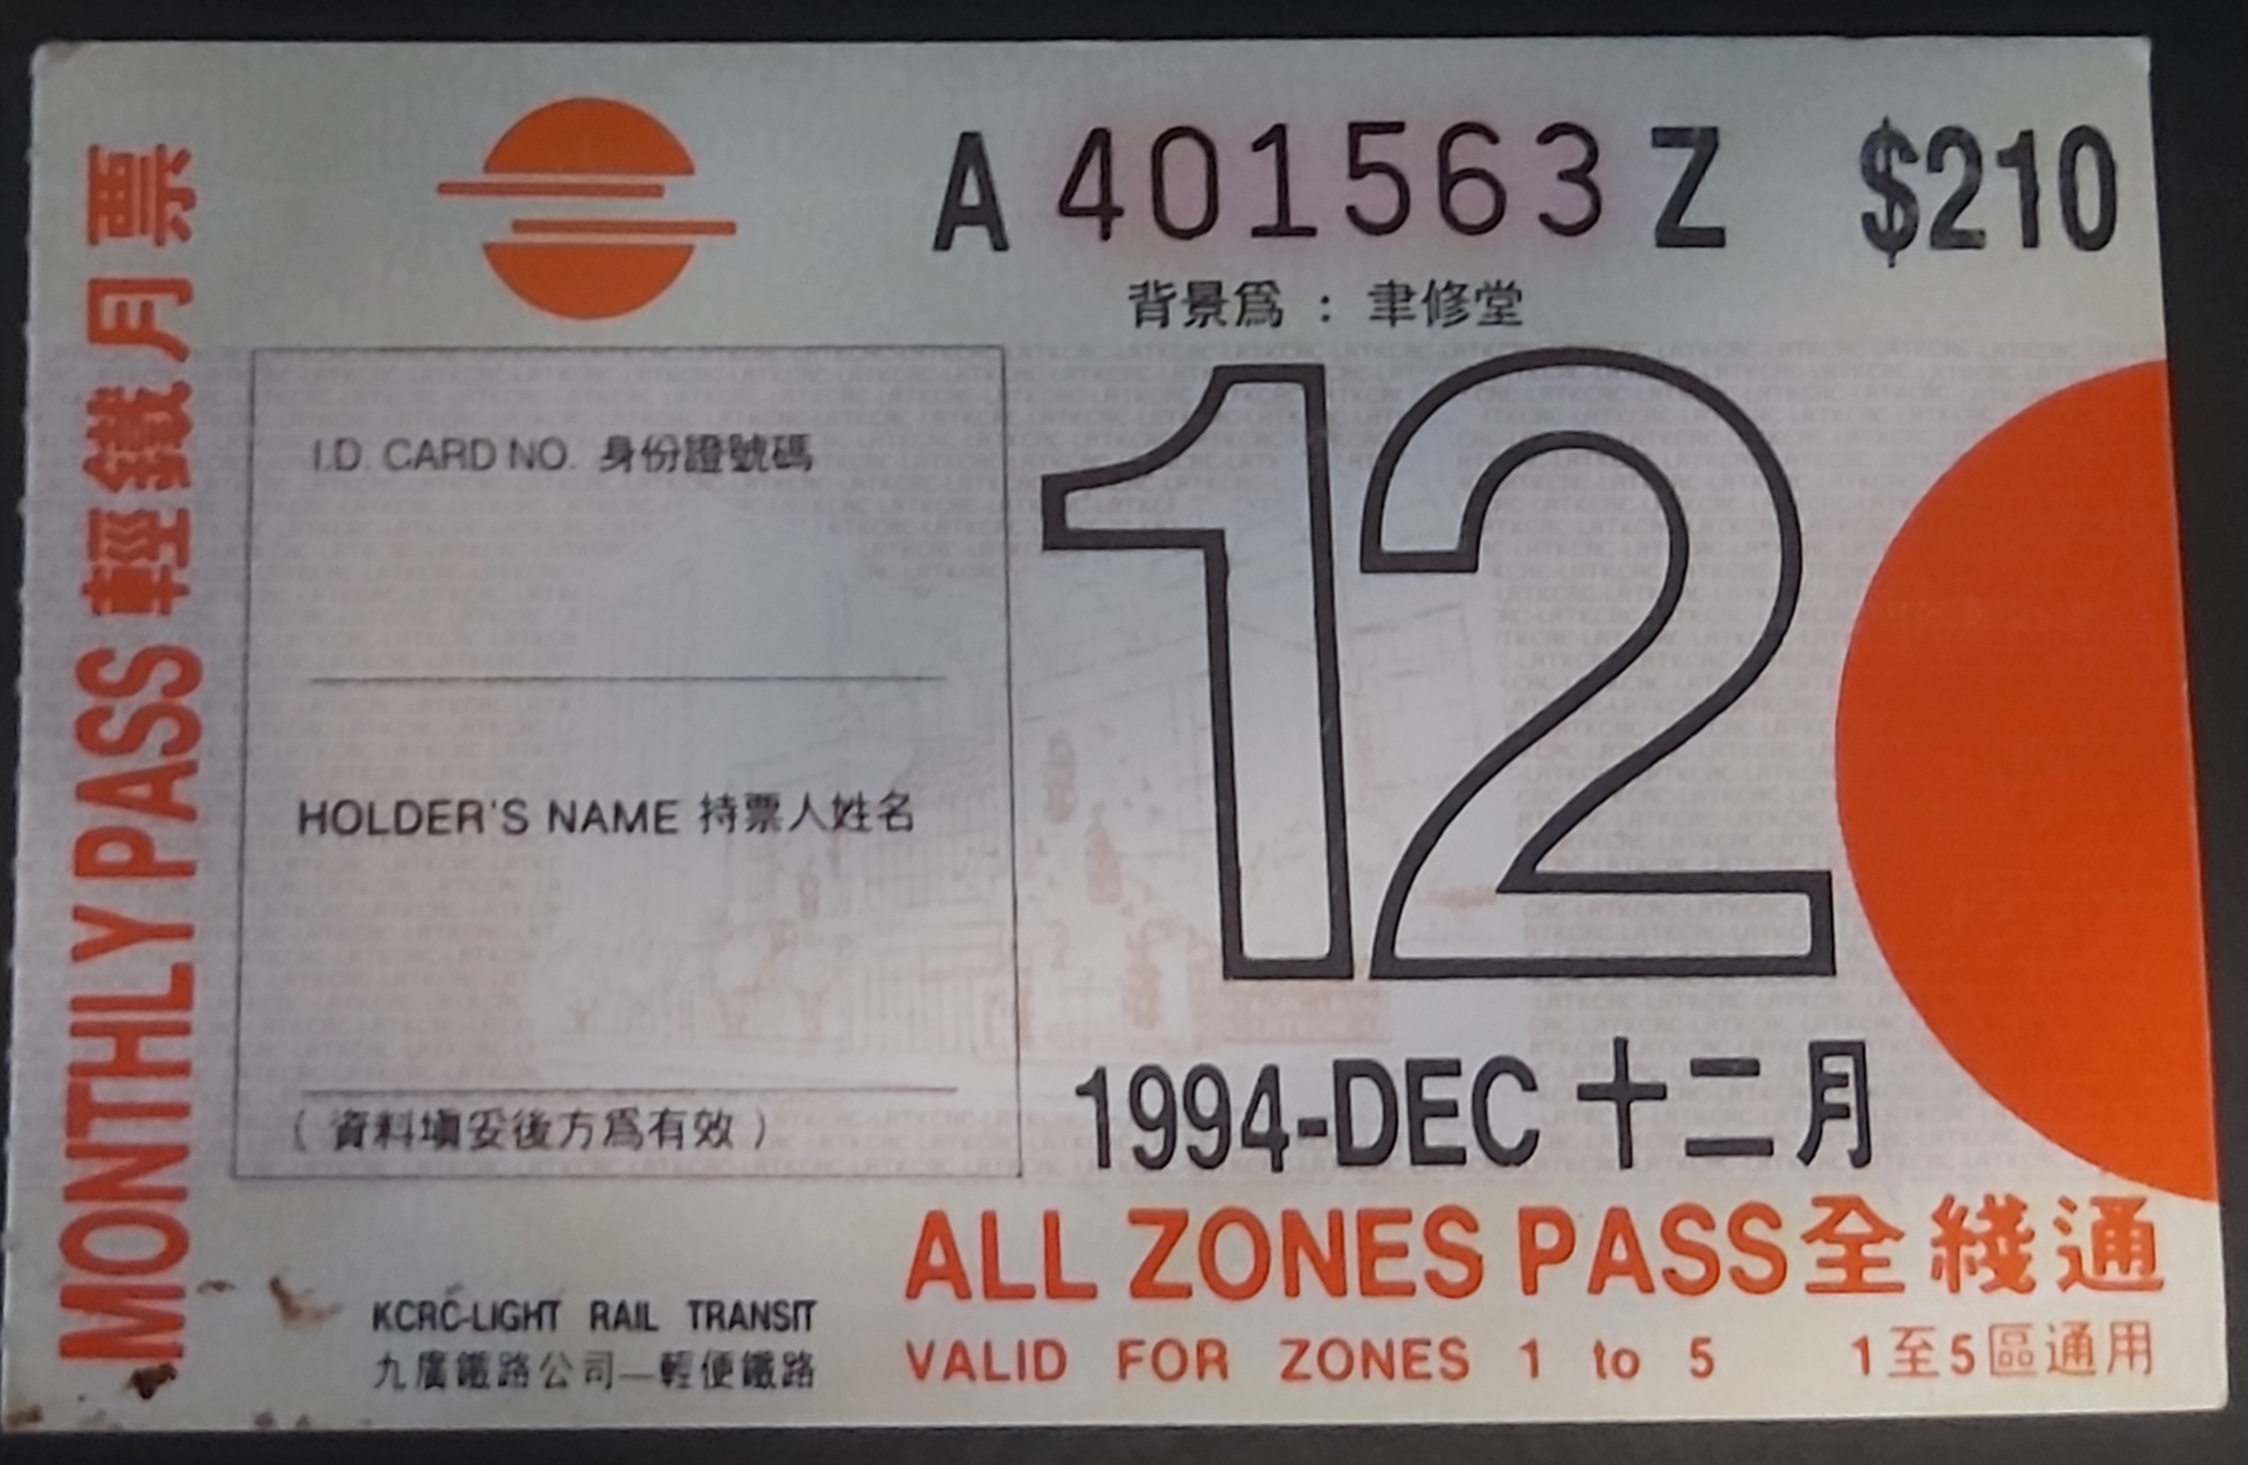 MONTHLY PASS 輕鐵月票
A 401563 Z $210
背景爲：聿修堂
I.D. CARD NO. 身份證號碼
HOLDER'S NAME 持票人姓名
(資料塡妥後方爲有效)
12
1994-DEC 十二月
ALL ZONES PASS 全綫通
VALID FOR ZONES 1 to 5 1至5區通用
KCRC-LIGHT RAIL TRANSIT
九廣鐵路公司—輕便鐵路